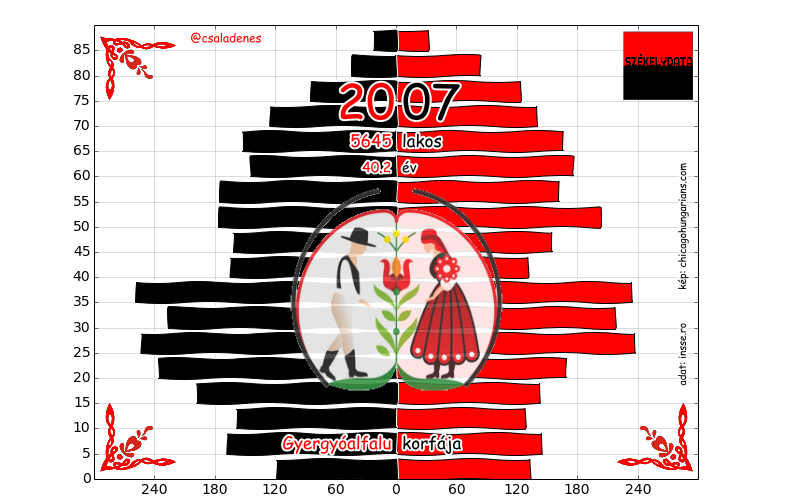 @csaladenes
SZÉKELYDATA
2007
5645 lakos
40.2 év
kép: chicagohungarians.com
adat: insse.ro
Gyergyóalfalu korfája
85
80
75
70
65
60
55
50
45
40
35
30
25
20
15
10
5
0
240 180 120 60 0 60 120 180 240